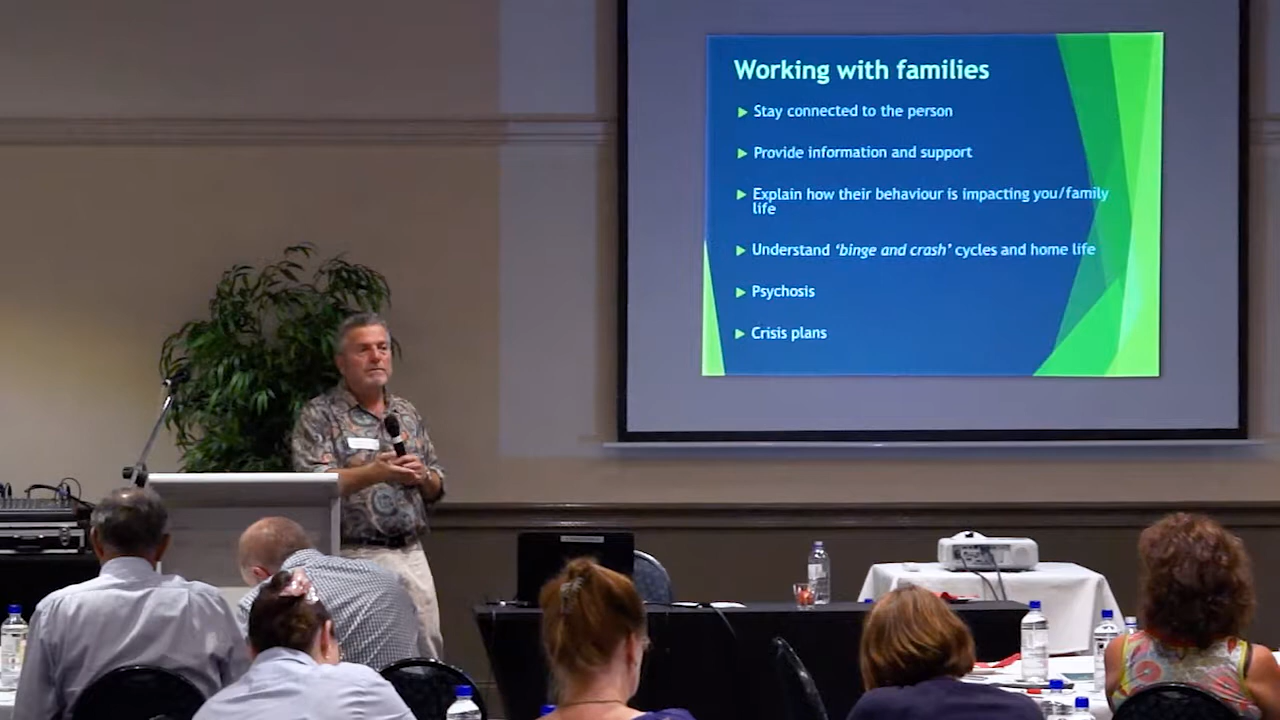 Working with families
Stay connected to the person
Provide information and support
Explain how their behaviour is impacting you/family
life
Understand ‘binge and crash’ cycles and home life
Psychosis
Crisis plans